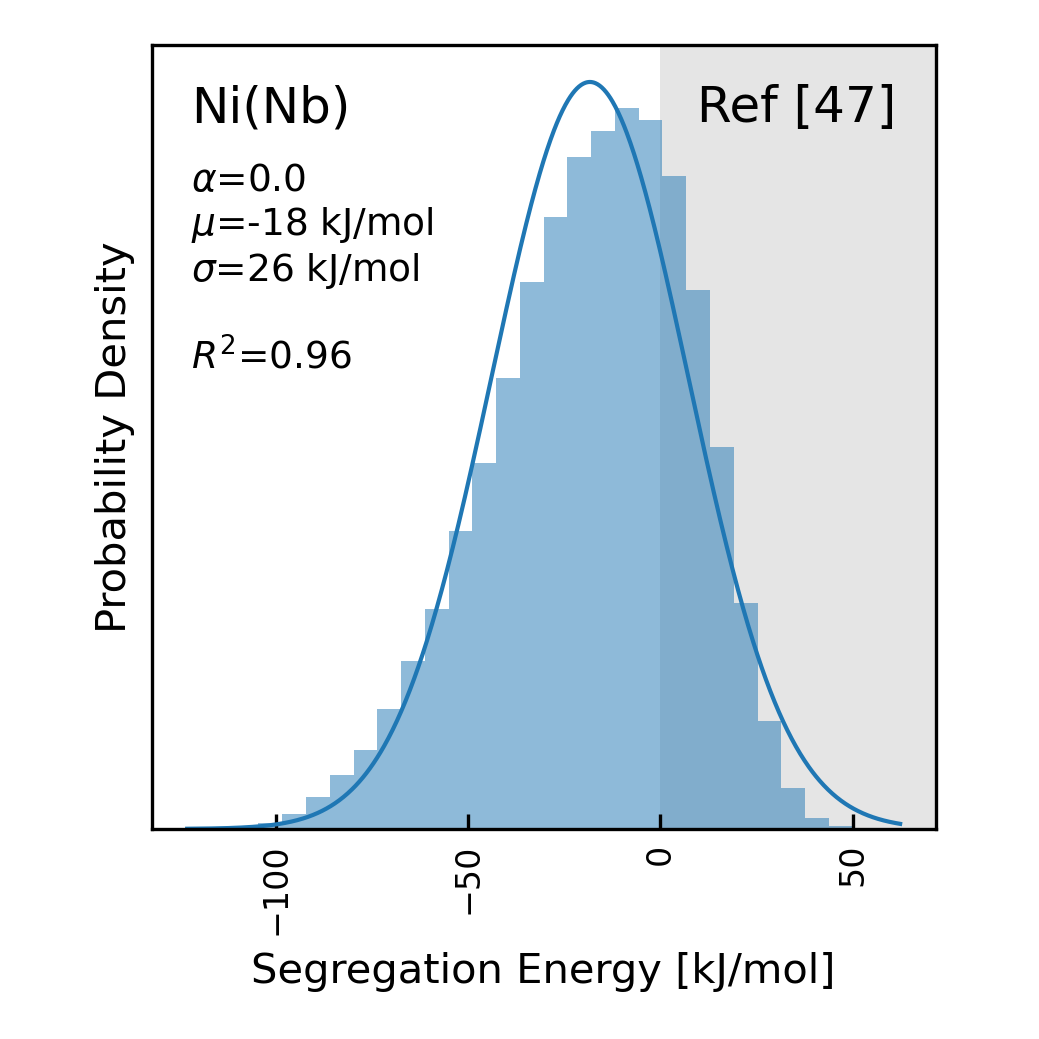 Ni(Nb)
Ref [47]
α=0.0
μ=-18 kJ/mol
σ=26 kJ/mol
R²=0.96
Probability Density
−100
−50
0
50
Segregation Energy [kJ/mol]